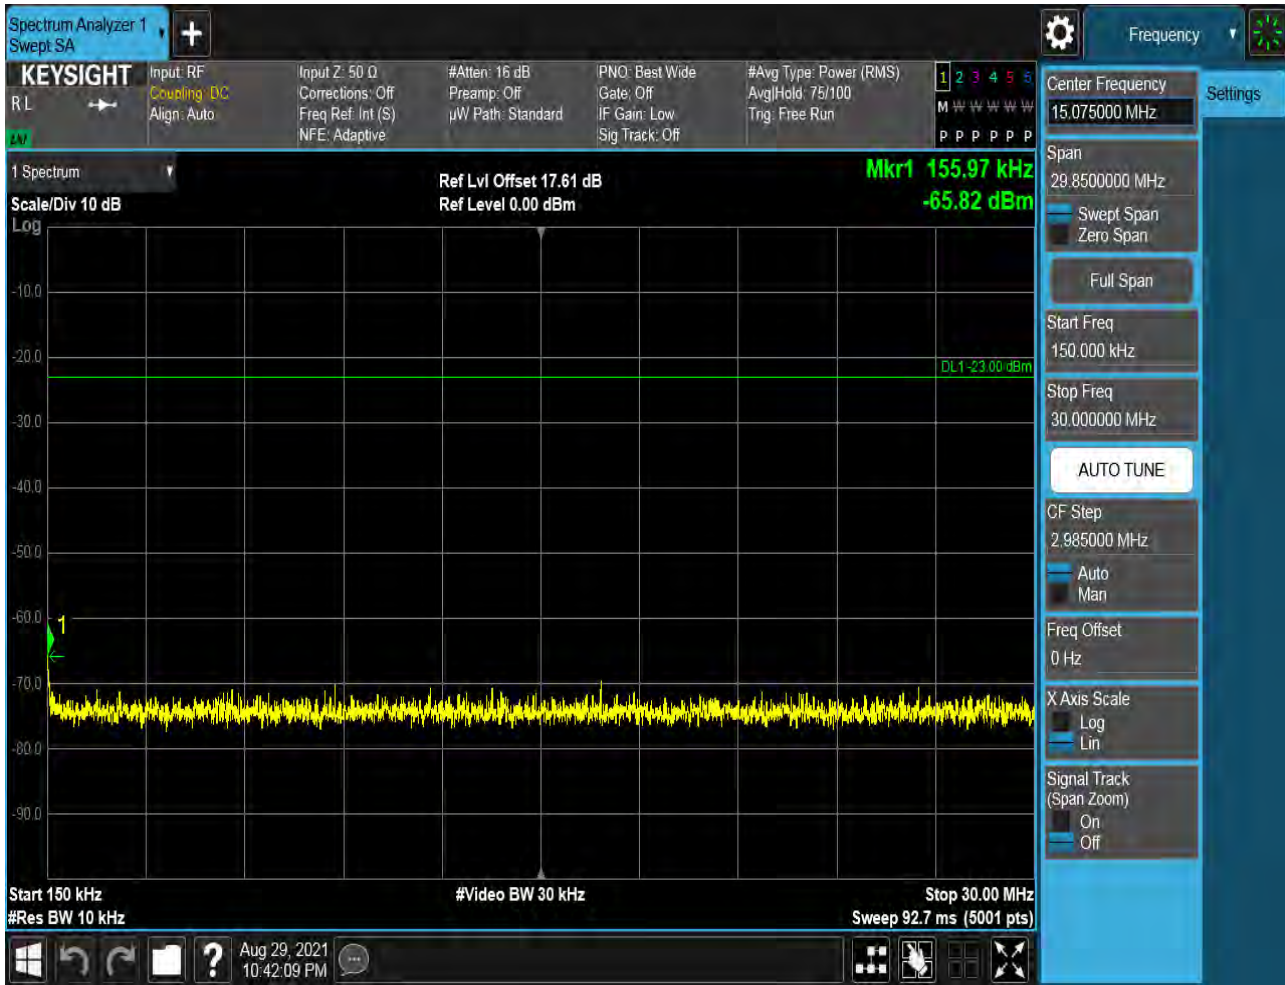 Spectrum Analyzer 1
Swept SA
+
Frequency
KEYSIGHT
R L
LNI
Input: RF
Coupling: DC
Align: Auto
Input Z: 50 Ω
Corrections: Off
Freq Ref: Int (S)
NFE: Adaptive
#Atten: 16 dB
Preamp: Off
µW Path: Standard
PNO: Best Wide
Gate: Off
IF Gain: Low
Sig Track: Off
#Avg Type: Power (RMS)
Avg|Hold: 75/100
Trig: Free Run
1 2 3 4 5 6
M W W W W W
P P P P P P
1 Spectrum
Scale/Div 10 dB
Log
Ref Lvl Offset 17.61 dB
Ref Level 0.00 dBm
Mkr1 155.97 kHz
-65.82 dBm
-10.0
-20.0
DL1 -23.00 dBm
-30.0
-40.0
-50.0
-60.0
1
-70.0
-80.0
-90.0
Start 150 kHz
#Res BW 10 kHz
#Video BW 30 kHz
Stop 30.00 MHz
Sweep 92.7 ms (5001 pts)
Center Frequency
15.075000 MHz
Settings
Span
29.8500000 MHz
Swept Span
Zero Span
Full Span
Start Freq
150.000 kHz
Stop Freq
30.000000 MHz
AUTO TUNE
CF Step
2.985000 MHz
Auto
Man
Freq Offset
0 Hz
X Axis Scale
Log
Lin
Signal Track
(Span Zoom)
On
Off
?
Aug 29, 2021
10:42:09 PM